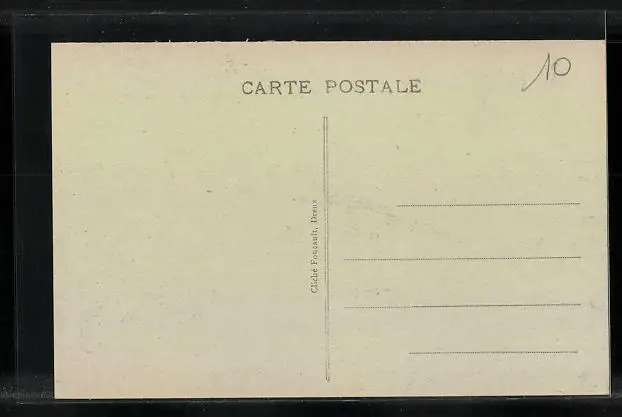 CARTE POSTALE
10
Cliché Foucault, Dreux